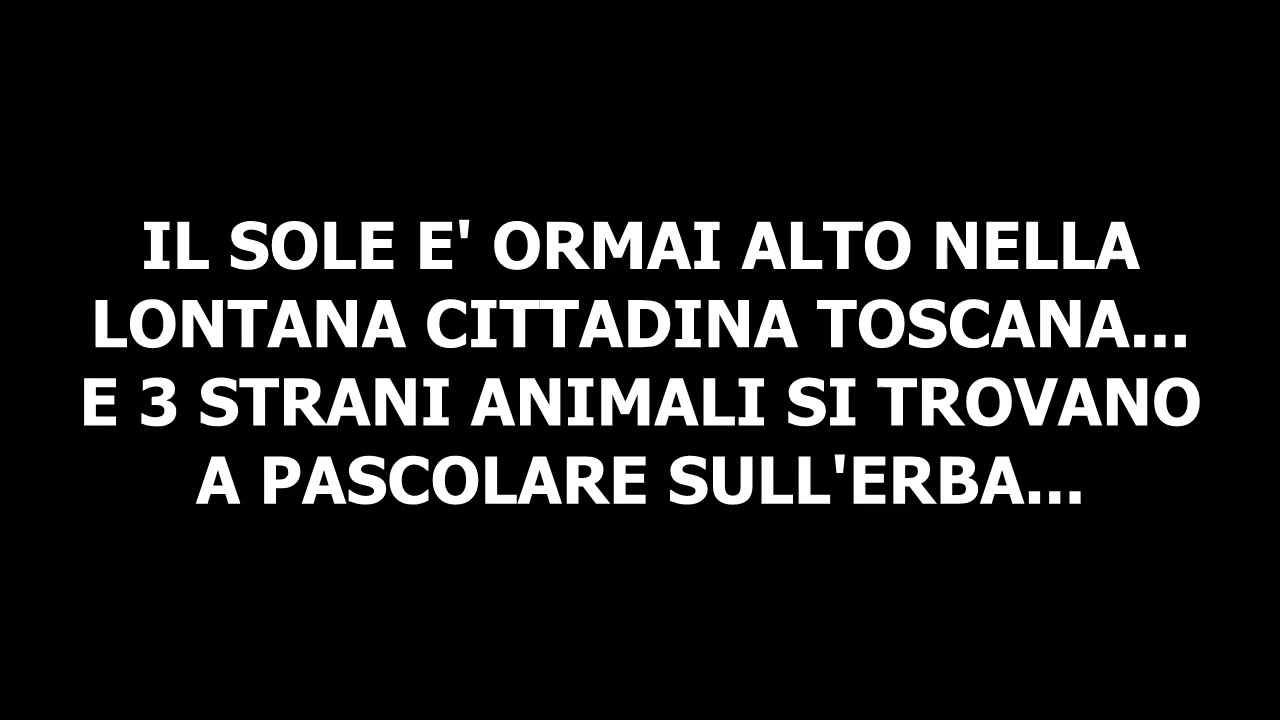 IL SOLE E' ORMAI ALTO NELLA
LONTANA CITTADINA TOSCANA...
E 3 STRANI ANIMALI SI TROVANO
A PASCOLARE SULL'ERBA...